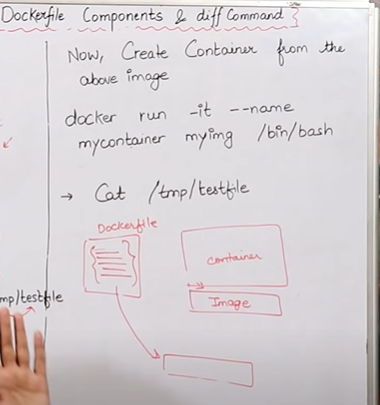 Dockerfile Components & diff Command }
Now, Create Container from the
above image
docker run -it --name
mycontainer myimg /bin/bash
→ Cat /tmp/testfile
Dockerfile
Container
Image
mp/testfile